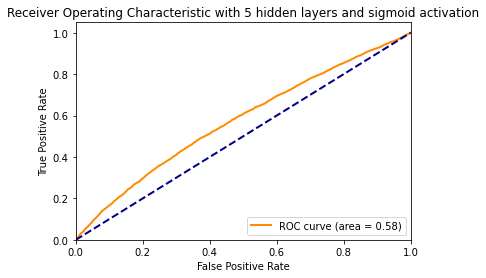 Receiver Operating Characteristic with 5 hidden layers and sigmoid activation
True Positive Rate
1.0
0.8
0.6
0.4
0.2
0.0
ROC curve (area = 0.58)
0.0 0.2 0.4 0.6 0.8 1.0
False Positive Rate